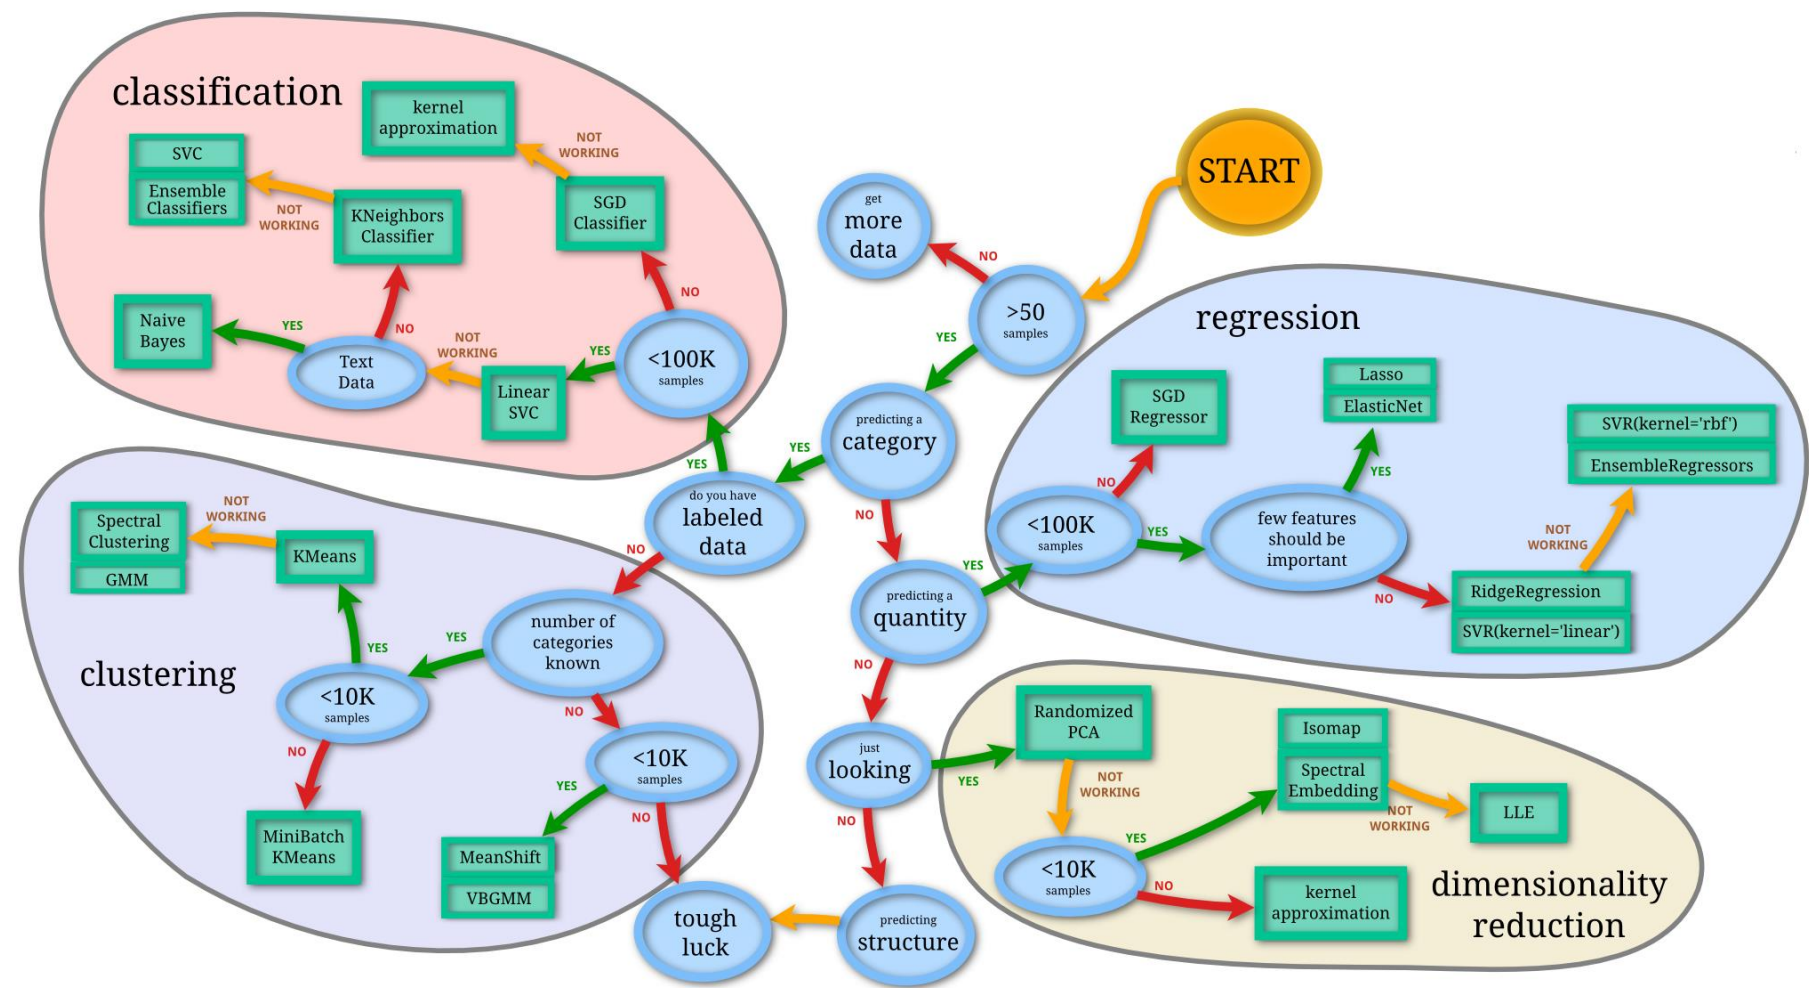 classification
kernel
approximation
NOT
WORKING
SVC
Ensemble
Classifiers
NOT
WORKING
KNeighbors
Classifier
SGD
Classifier
NO
Naive
Bayes
YES
NO
Text
Data
NOT
WORKING
Linear
SVC
YES
<100K
samples
YES
START
get
more
data
NO
>50
samples
YES
predicting a
category
YES
NO
do you have
labeled
data
NO
predicting a
quantity
YES
NO
just
looking
YES
NO
predicting
structure
tough
luck
regression
SGD
Regressor
Lasso
ElasticNet
SVR(kernel='rbf')
EnsembleRegressors
NO
YES
<100K
samples
YES
few features
should be
important
NOT
WORKING
NO
RidgeRegression
SVR(kernel='linear')
clustering
Spectral
Clustering
GMM
NOT
WORKING
KMeans
number of
categories
known
YES
YES
<10K
samples
NO
NO
<10K
samples
MiniBatch
KMeans
YES
NO
MeanShift
VBGMM
Randomized
PCA
NOT
WORKING
Isomap
Spectral
Embedding
NOT
WORKING
LLE
YES
<10K
samples
NO
kernel
approximation
dimensionality
reduction